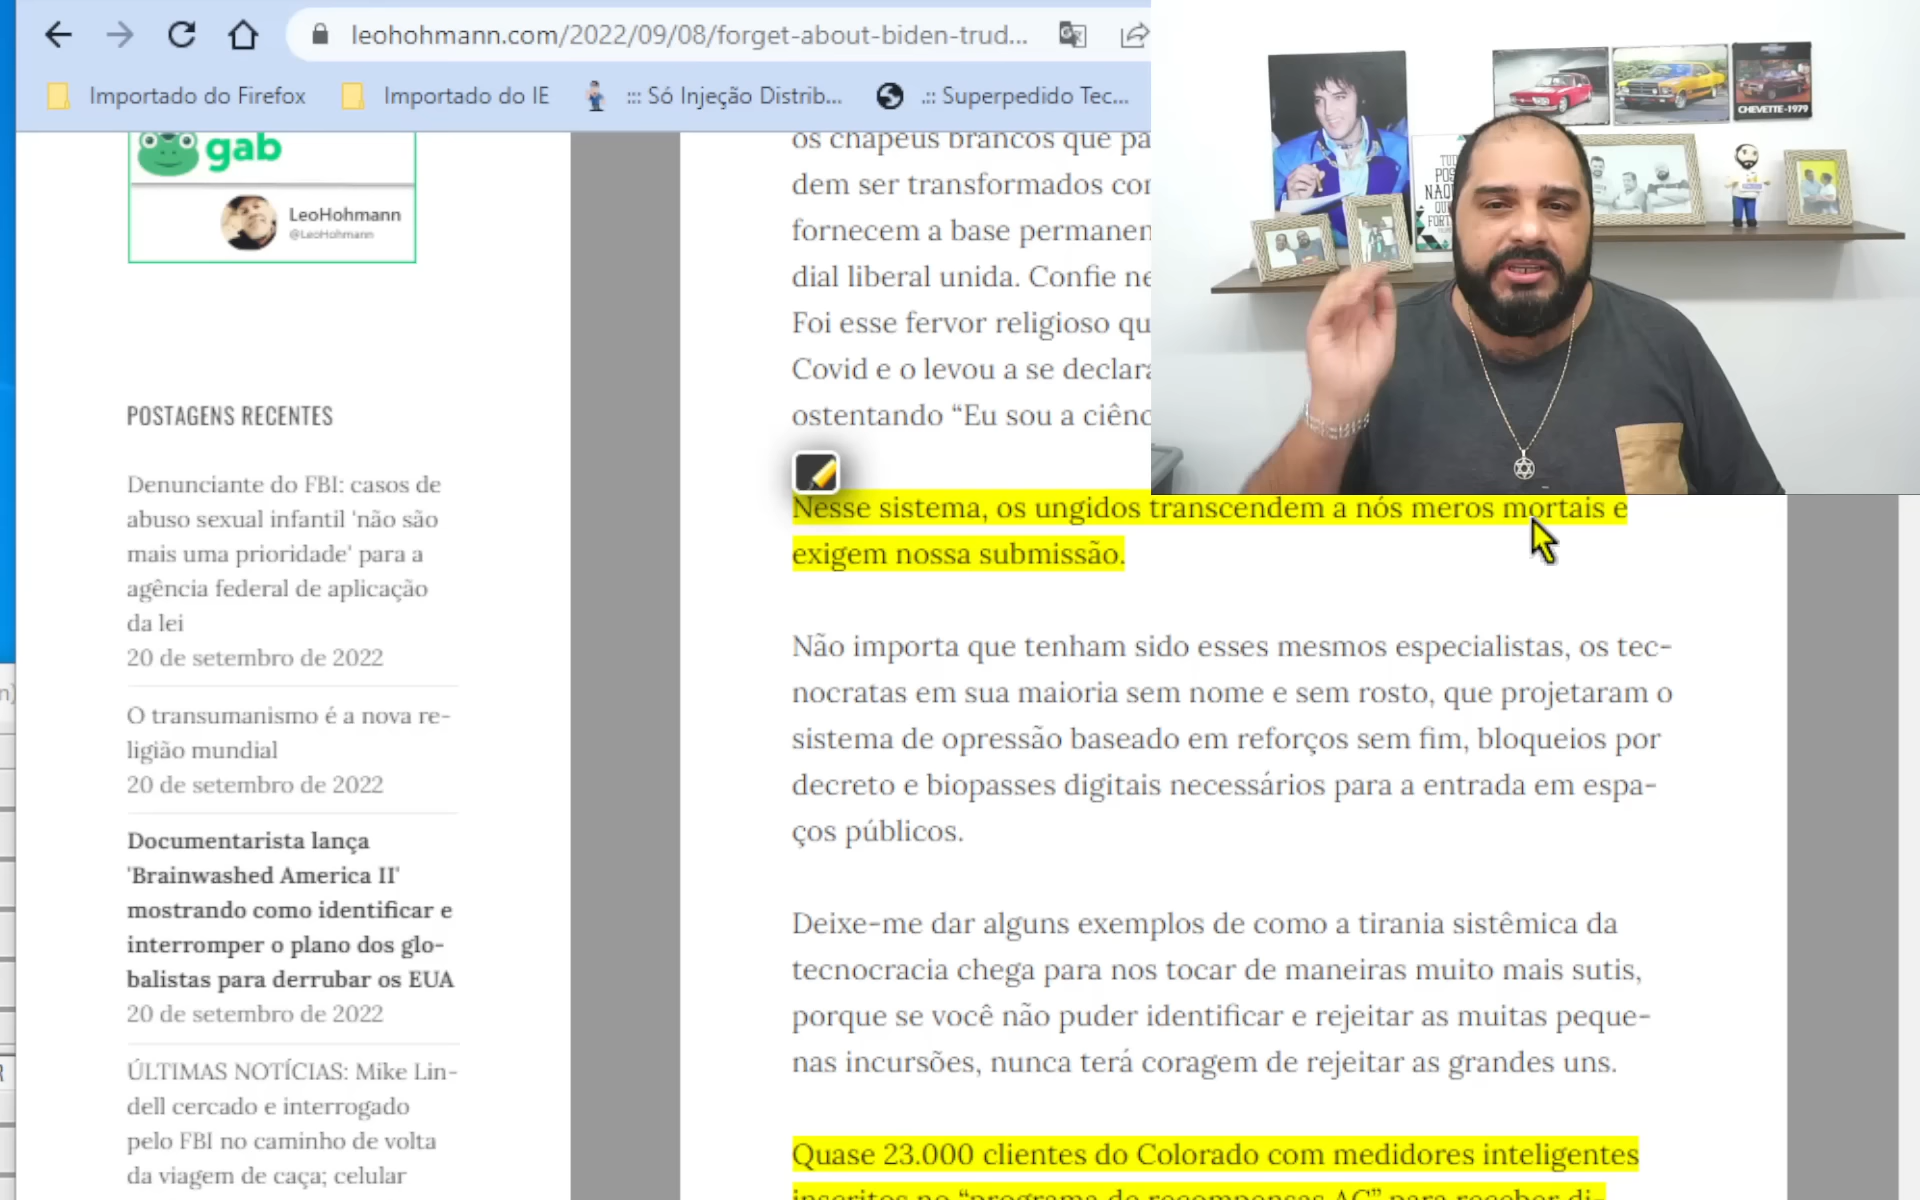 leohohmann.com/2022/09/08/forget-about-biden-trud...
Importado do Firefox
Importado do IE
::: Só Injeção Distrib...
.:: Superpedido Tec...
gab
LeoHohmann
@LeoHohmann
POSTAGENS RECENTES
Denunciante do FBI: casos de
abuso sexual infantil 'não são
mais uma prioridade' para a
agência federal de aplicação
da lei
20 de setembro de 2022
O transumanismo é a nova re-
ligião mundial
20 de setembro de 2022
Documentarista lança
'Brainwashed America II'
mostrando como identificar e
interromper o plano dos glo-
balistas para derrubar os EUA
20 de setembro de 2022
ÚLTIMAS NOTÍCIAS: Mike Lin-
dell cercado e interrogado
pelo FBI no caminho de volta
da viagem de caça; celular
os chapéus brancos que
dem ser transformados
fornecem a base
dial liberal unida. Confie
Foi esse fervor religioso
Covid e o levou a se
ostentando “Eu sou a
Nesse sistema, os ungidos transcendem a nós meros mortais e
exigem nossa submissão.
Não importa que tenham sido esses mesmos especialistas, os tec-
nocratas em sua maioria sem nome e sem rosto, que projetaram o
sistema de opressão baseado em reforços sem fim, bloqueios por
decreto e biopasses digitais necessários para a entrada em espa-
ços públicos.
Deixe-me dar alguns exemplos de como a tirania sistêmica da
tecnocracia chega para nos tocar de maneiras muito mais sutis,
porque se você não puder identificar e rejeitar as muitas peque-
nas incursões, nunca terá coragem de rejeitar as grandes uns.
Quase 23.000 clientes do Colorado com medidores inteligentes
inscritos no “programa de recompensas AC” para receber di-
CHEVETTE-1979